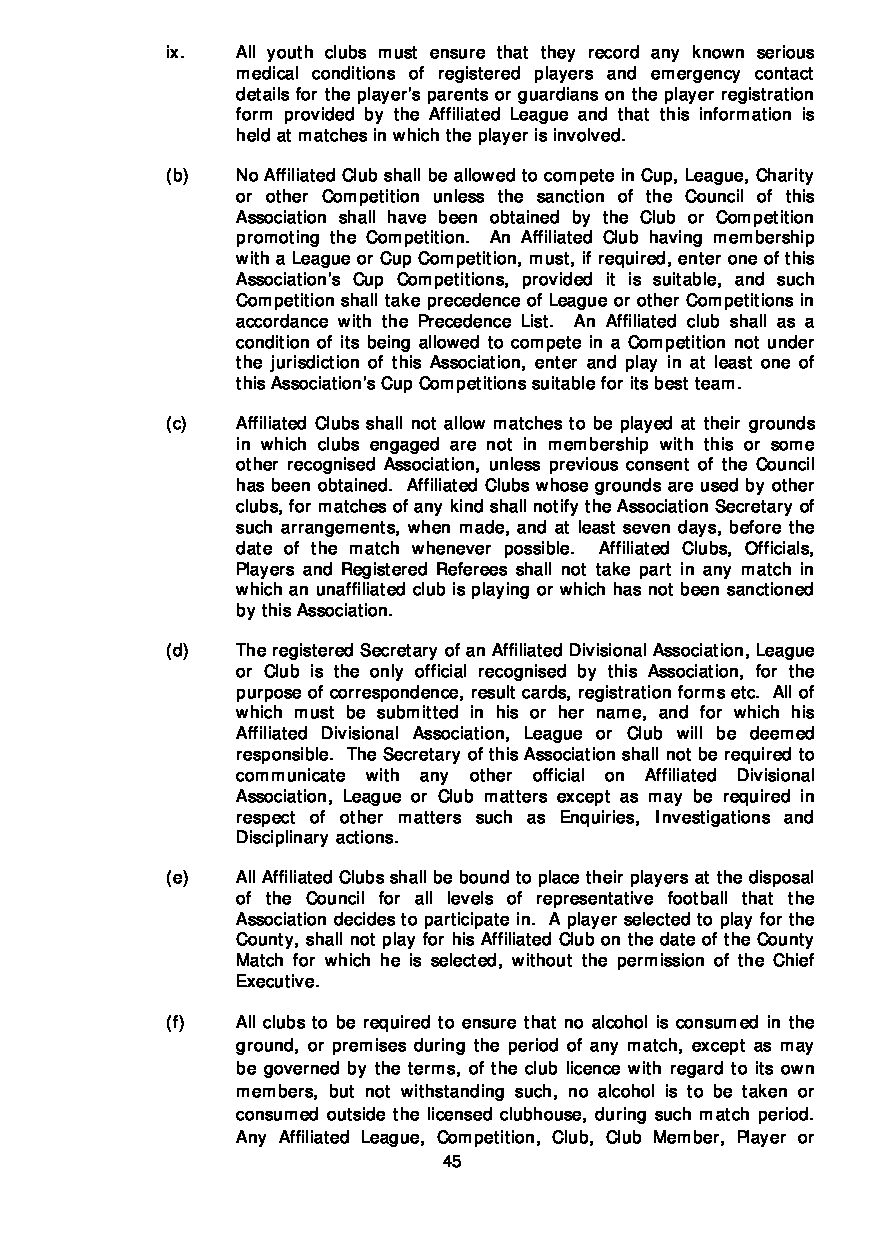 ix. All youth clubs must ensure that they record any known serious
medical conditions of registered players and emergency contact
details for the player's parents or guardians on the player registration
form provided by the Affiliated League and that this information is
held at matches in which the player is involved.
(b) No Affiliated Club shall be allowed to compete in Cup, League, Charity
or other Competition unless the sanction of the Council of this
Association shall have been obtained by the Club or Competition
promoting the Competition. An Affiliated Club having membership
with a League or Cup Competition, must, if required, enter one of this
Association's Cup Competitions, provided it is suitable, and such
Competition shall take precedence of League or other Competitions in
accordance with the Precedence List. An Affiliated club shall as a
condition of its being allowed to compete in a Competition not under
the jurisdiction of this Association, enter and play in at least one of
this Association's Cup Competitions suitable for its best team.
(c) Affiliated Clubs shall not allow matches to be played at their grounds
in which clubs engaged are not in membership with this or some
other recognised Association, unless previous consent of the Council
has been obtained. Affiliated Clubs whose grounds are used by other
clubs, for matches of any kind shall notify the Association Secretary of
such arrangements, when made, and at least seven days, before the
date of the match whenever possible. Affiliated Clubs, Officials,
Players and Registered Referees shall not take part in any match in
which an unaffiliated club is playing or which has not been sanctioned
by this Association.
(d) The registered Secretary of an Affiliated Divisional Association, League
or Club is the only official recognised by this Association, for the
purpose of correspondence, result cards, registration forms etc. All of
which must be submitted in his or her name, and for which his
Affiliated Divisional Association, League or Club will be deemed
responsible. The Secretary of this Association shall not be required to
communicate with any other official on Affiliated Divisional
Association, League or Club matters except as may be required in
respect of other matters such as Enquiries, Investigations and
Disciplinary actions.
(e) All Affiliated Clubs shall be bound to place their players at the disposal
of the Council for all levels of representative football that the
Association decides to participate in. A player selected to play for the
County, shall not play for his Affiliated Club on the date of the County
Match for which he is selected, without the permission of the Chief
Executive.
(f) All clubs to be required to ensure that no alcohol is consumed in the
ground, or premises during the period of any match, except as may
be governed by the terms, of the club licence with regard to its own
members, but not withstanding such, no alcohol is to be taken or
consumed outside the licensed clubhouse, during such match period.
Any Affiliated League, Competition, Club, Club Member, Player or
45